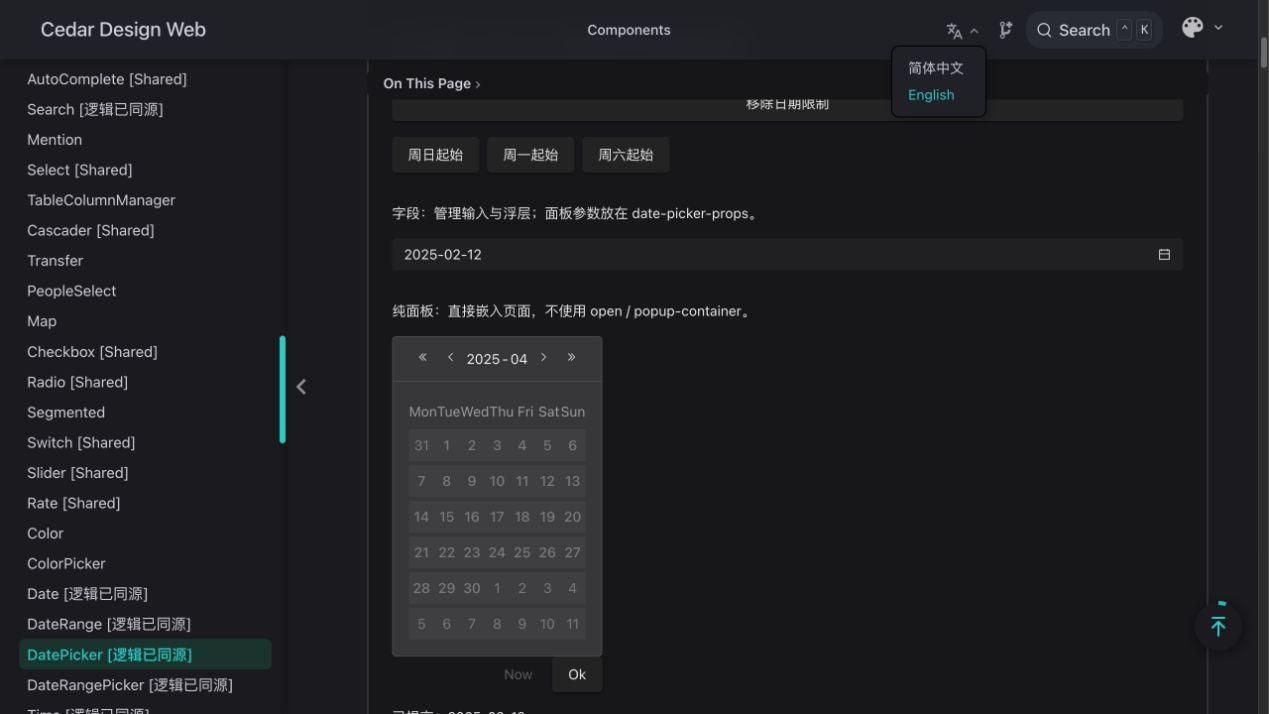 Cedar Design Web
Components
Search ^ K
简体中文
English
AutoComplete [Shared]
Search [逻辑已同源]
Mention
Select [Shared]
TableColumnManager
Cascader [Shared]
Transfer
PeopleSelect
Map
Checkbox [Shared]
Radio [Shared]
Segmented
Switch [Shared]
Slider [Shared]
Rate [Shared]
Color
ColorPicker
Date [逻辑已同源]
DateRange [逻辑已同源]
DatePicker [逻辑已同源]
DateRangePicker [逻辑已同源]
Time [逻辑已同源]
On This Page ›
移除日期限制
周日起始 周一起始 周六起始
字段：管理输入与浮层；面板参数放在 date-picker-props。
2025-02-12
纯面板：直接嵌入页面，不使用 open / popup-container。
« ‹ 2025-04 › »
Mon Tue Wed Thu Fri Sat Sun
31 1 2 3 4 5 6
7 8 9 10 11 12 13
14 15 16 17 18 19 20
21 22 23 24 25 26 27
28 29 30 1 2 3 4
5 6 7 8 9 10 11
Now Ok